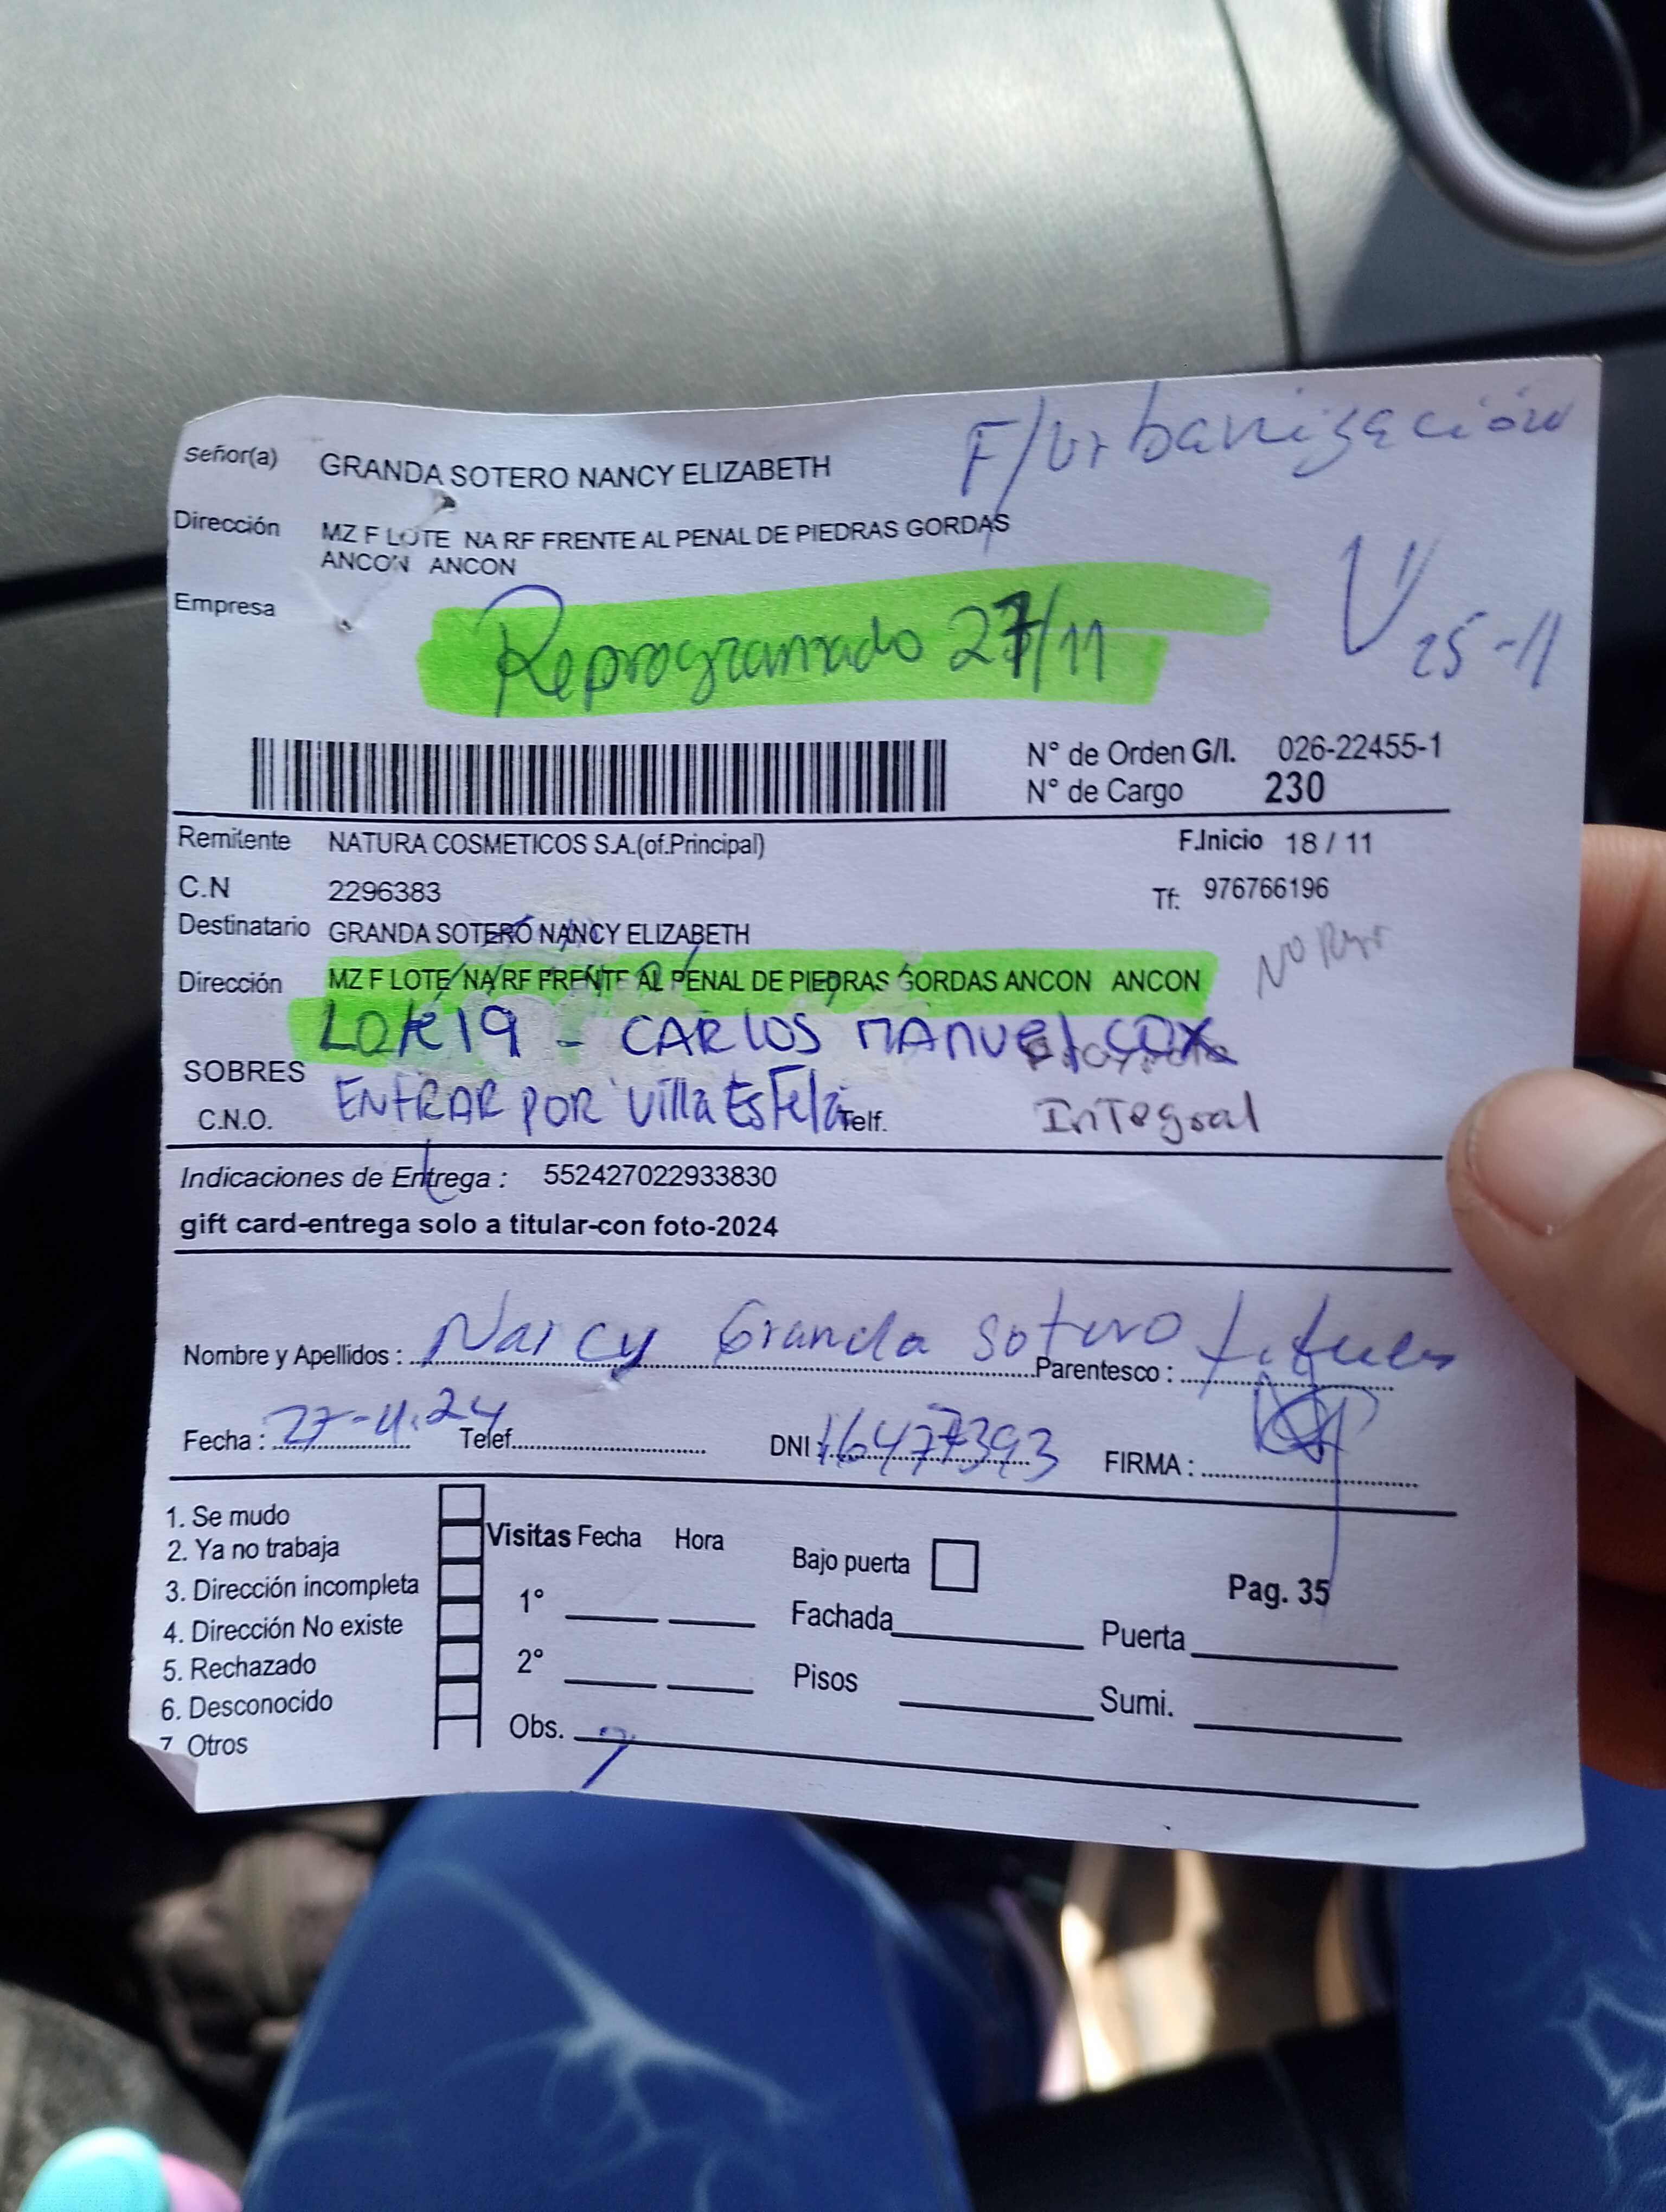 F/Urbanización
Señor(a) GRANDA SOTERO NANCY ELIZABETH
Dirección MZ F LOTE NA RF FRENTE AL PENAL DE PIEDRAS GORDAS
ANCON ANCON
Empresa
Reprogramado 27/11
V 25-11
N° de Orden G/I. 026-22455-1
N° de Cargo 230
Remitente NATURA COSMETICOS S.A.(of.Principal) F.Inicio 18 / 11
C.N 2296383 Tf: 976766196
Destinatario GRANDA SOTERO NANCY ELIZABETH
Dirección MZ F LOTE NA RF FRENTE AL PENAL DE PIEDRAS GORDAS ANCON ANCON
LOTE 19 - CARLOS MANUEL COX
SOBRES
ENTRAR POR Villa Estela
C.N.O. Telf. Integral
Indicaciones de Entrega : 552427022933830
gift card-entrega solo a titular-con foto-2024
Nombre y Apellidos : Nancy Granda Sotero Parentesco : titular
Fecha : 27-11.24 Telef. DNI : 16477393 FIRMA :
1. Se mudo
2. Ya no trabaja
3. Dirección incompleta
4. Dirección No existe
5. Rechazado
6. Desconocido
7. Otros
Visitas Fecha Hora
1°
2°
Obs.
Bajo puerta
Fachada Puerta
Pisos Sumi.
Pag. 35